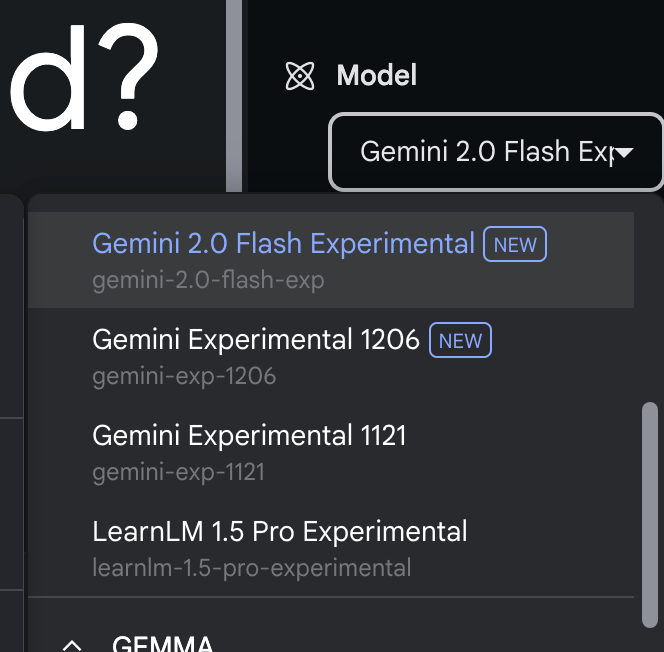 d?
Model
Gemini 2.0 Flash Exp
Gemini 2.0 Flash Experimental NEW
gemini-2.0-flash-exp
Gemini Experimental 1206 NEW
gemini-exp-1206
Gemini Experimental 1121
gemini-exp-1121
LearnLM 1.5 Pro Experimental
learnlm-1.5-pro-experimental
GEMMA